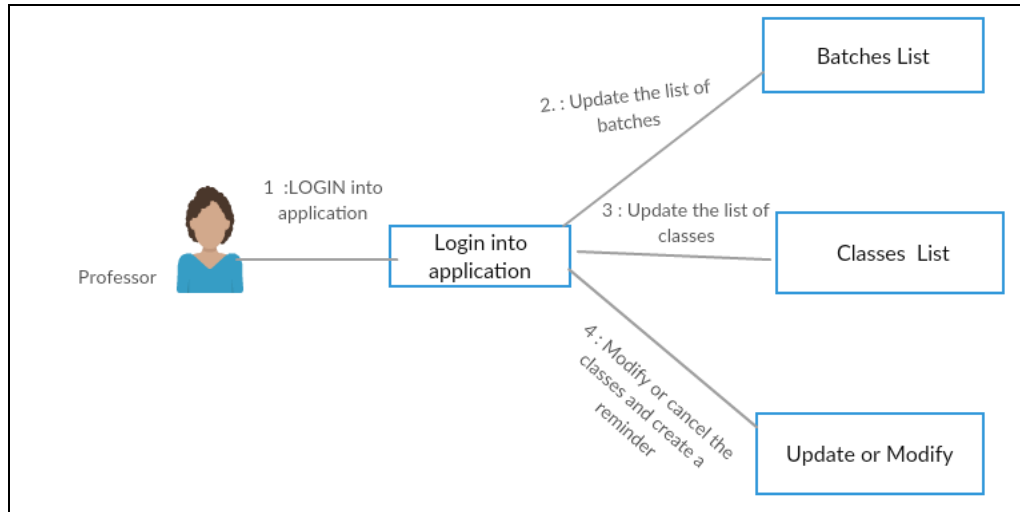 Batches List
2. : Update the list of
batches
1 :LOGIN into
application
3 : Update the list of
classes
Login into
application
Classes List
Professor
4 : Modify or cancel the
classes and create a
reminder
Update or Modify